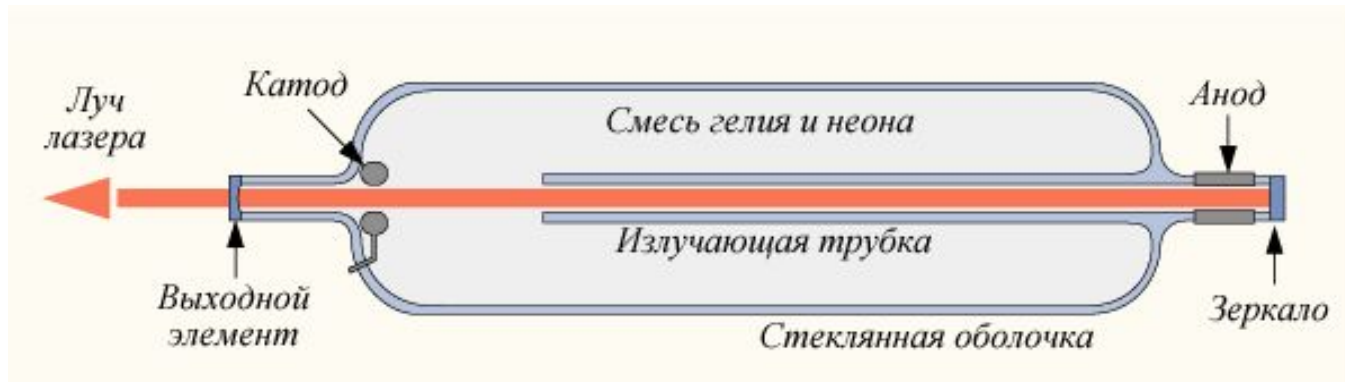 Луч
лазера
Катод
Смесь гелия и неона
Анод
Излучающая трубка
Выходной
элемент
Стеклянная оболочка
Зеркало